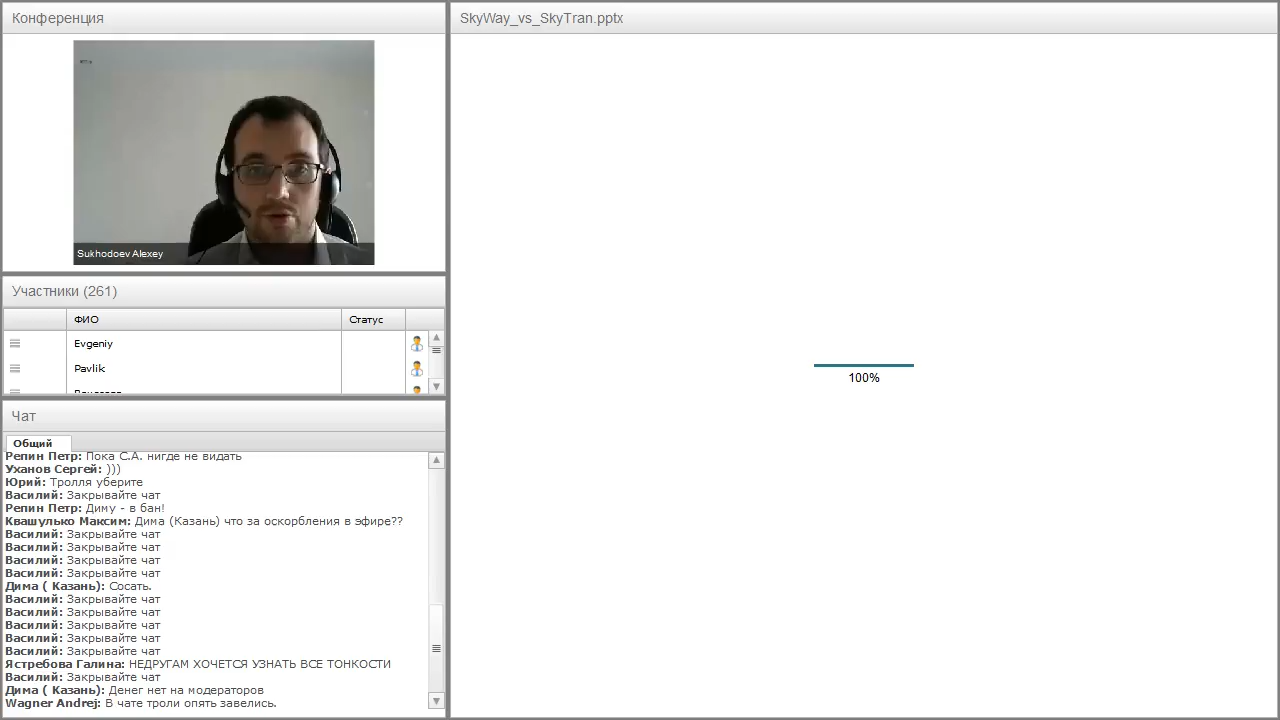 Конференция
SkyWay_vs_SkyTran.pptx
Sukhodoev Alexey
Участники (261)
ФИО Статус
Evgeniy
Pavlik
100%
Чат
Общий
Репин Петр: Пока С.А. нигде не видать
Уханов Сергей: )))
Юрий: Тролля уберите
Василий: Закрывайте чат
Репин Петр: Диму - в бан!
Квашулько Максим: Дима (Казань) что за оскорбления в эфире??
Василий: Закрывайте чат
Василий: Закрывайте чат
Василий: Закрывайте чат
Василий: Закрывайте чат
Дима ( Казань): Сосать.
Василий: Закрывайте чат
Василий: Закрывайте чат
Василий: Закрывайте чат
Василий: Закрывайте чат
Василий: Закрывайте чат
Ястребова Галина: НЕДРУГАМ ХОЧЕТСЯ УЗНАТЬ ВСЕ ТОНКОСТИ
Василий: Закрывайте чат
Дима ( Казань): Денег нет на модераторов
Wagner Andrej: В чате троли опять завелись.